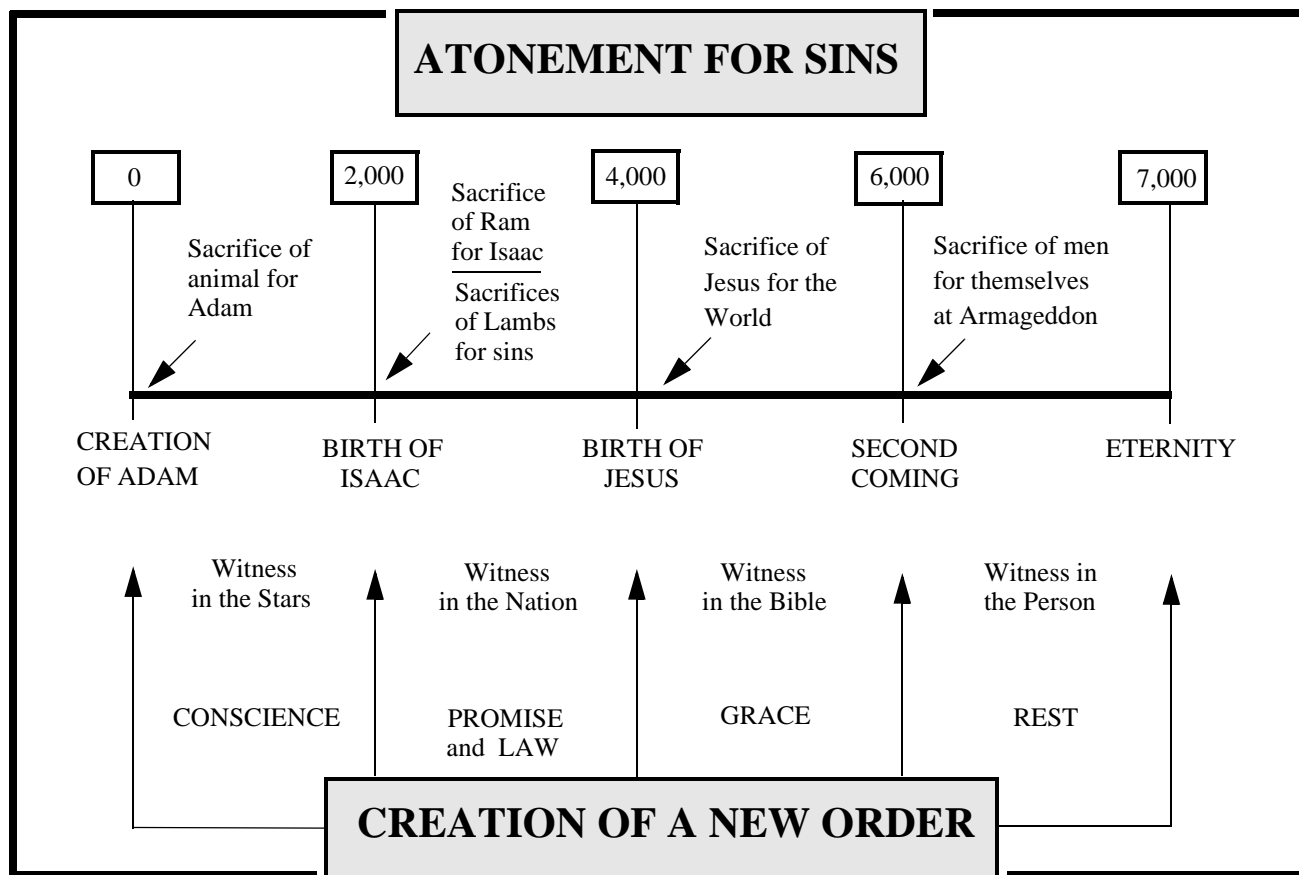 ATONEMENT FOR SINS
0
2,000
4,000
6,000
7,000
Sacrifice of
animal for
Adam
Sacrifice
of Ram
for Isaac
Sacrifices
of Lambs
for sins
Sacrifice of
Jesus for the
World
Sacrifice of men
for themselves
at Armageddon
CREATION
OF ADAM
BIRTH OF
ISAAC
BIRTH OF
JESUS
SECOND
COMING
ETERNITY
Witness
in the Stars
Witness
in the Nation
Witness
in the Bible
Witness in
the Person
CONSCIENCE
PROMISE
and LAW
GRACE
REST
CREATION OF A NEW ORDER